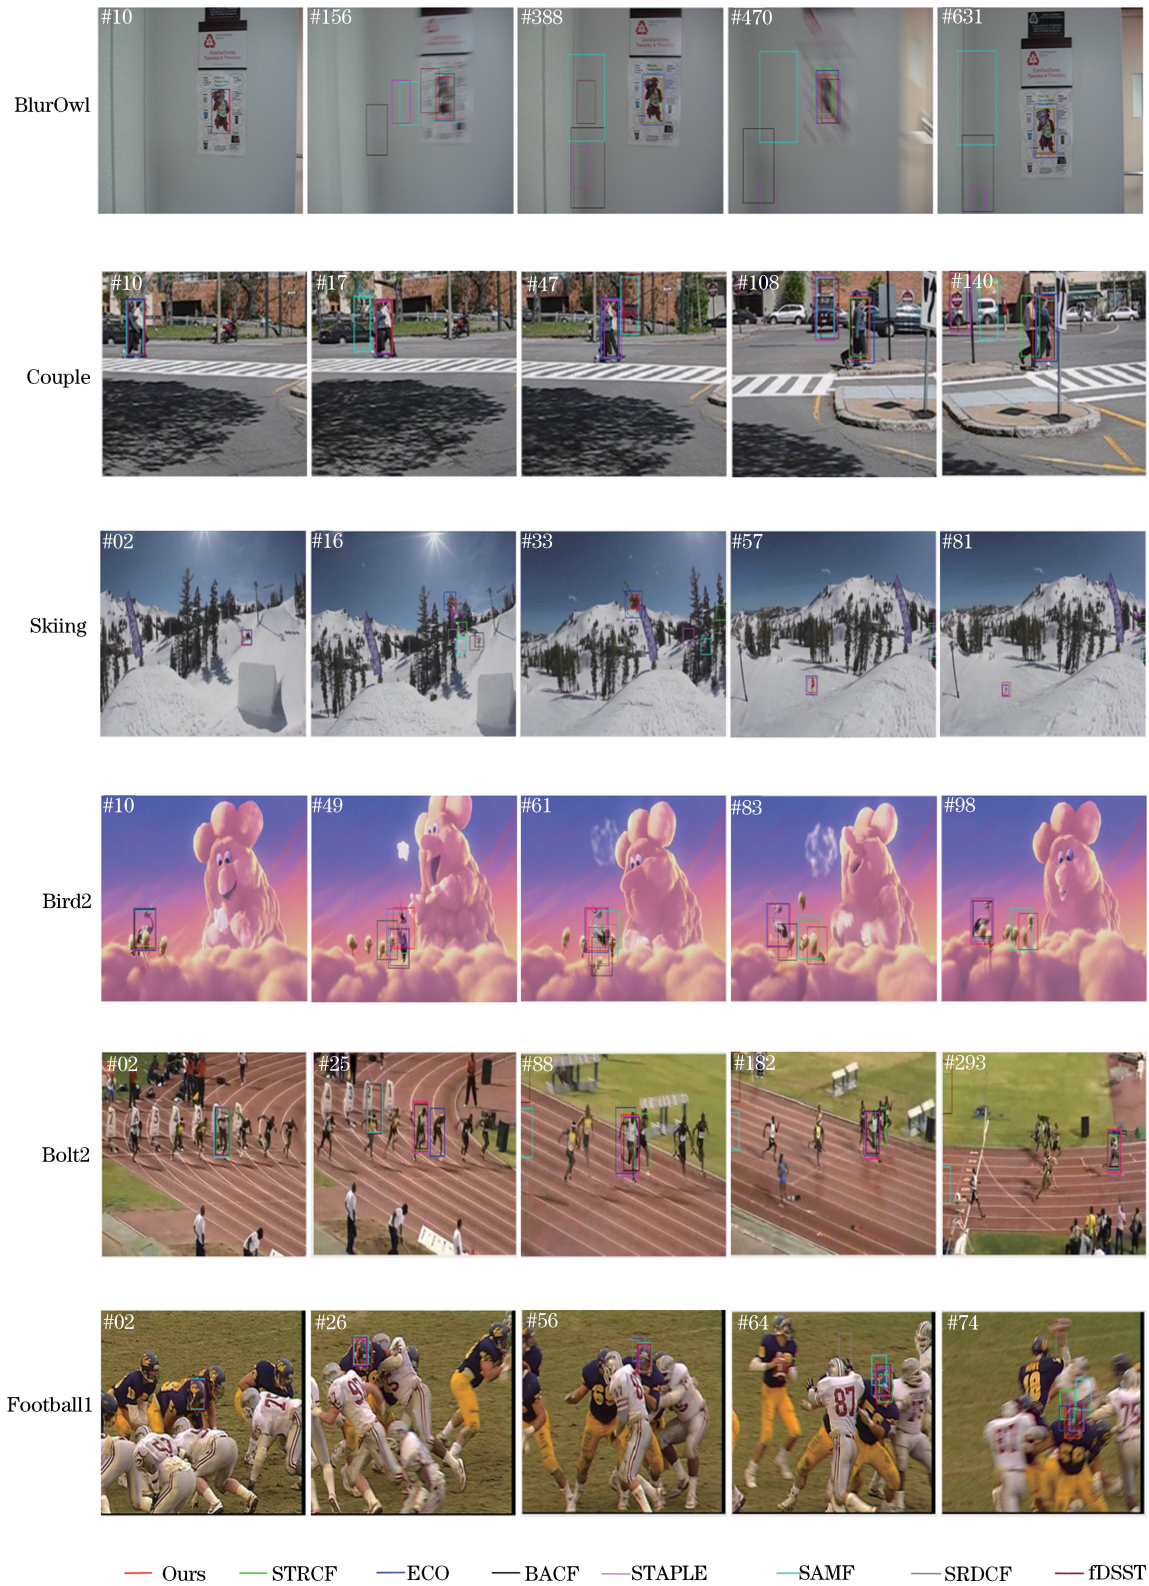 #10 #156 #388 #470 #631
BlurOwl
#10 #17 #47 #108 #140
Couple
#02 #16 #33 #57 #81
Skiing
#10 #49 #61 #83 #98
Bird2
#02 #25 #88 #182 #293
Bolt2
#02 #26 #56 #64 #74
Football1
87
Ours STRCF ECO BACF STAPLE SAMF SRDCF fDSST